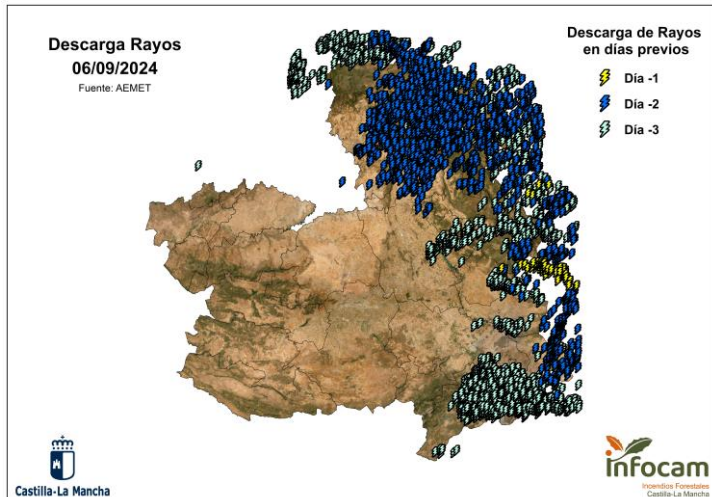 Descarga Rayos
06/09/2024
Fuente: AEMET
Descarga de Rayos
en días previos
Día -1
Día -2
Día -3
Castilla-La Mancha
infocam
Incendios Forestales
Castilla-La Mancha